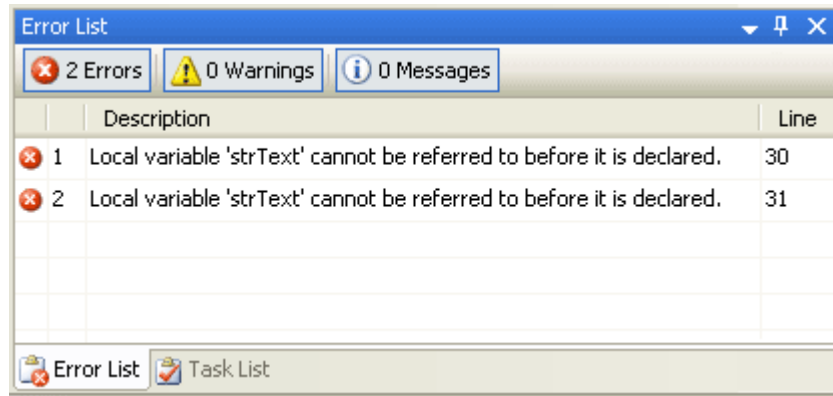 Error List
2 Errors 0 Warnings 0 Messages
Description Line
1 Local variable 'strText' cannot be referred to before it is declared. 30
2 Local variable 'strText' cannot be referred to before it is declared. 31
Error List Task List